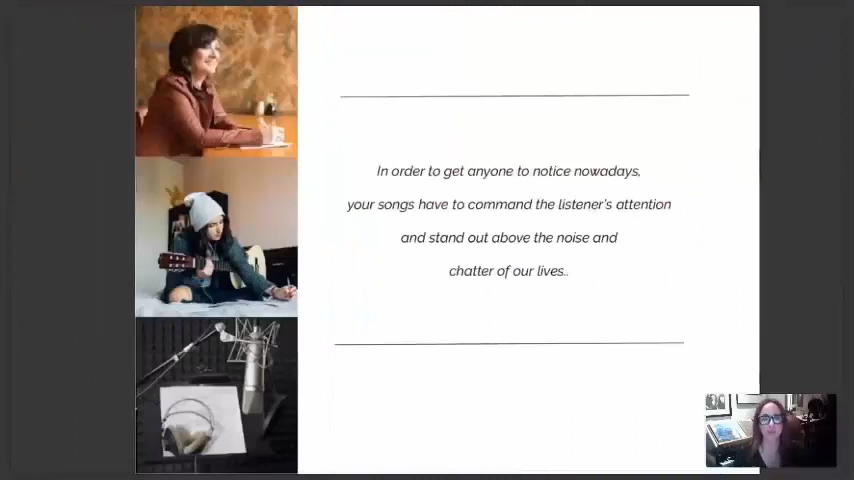 In order to get anyone to notice nowadays,
your songs have to command the listener's attention
and stand out above the noise and
chatter of our lives..